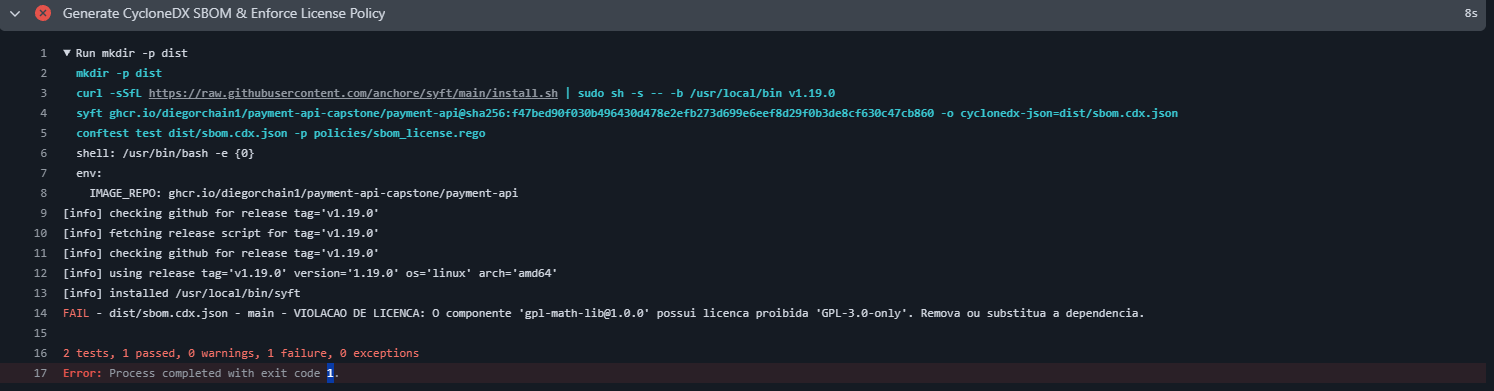 Generate CycloneDX SBOM & Enforce License Policy 8s
1 ▼ Run mkdir -p dist
2 mkdir -p dist
3 curl -sSfL https://raw.githubusercontent.com/anchore/syft/main/install.sh | sudo sh -s -- -b /usr/local/bin v1.19.0
4 syft ghcr.io/diegorchain1/payment-api-capstone/payment-api@sha256:f47bed90f030b496430d478e2efb273d699e6eef8d29f0b3de8cf630c47cb860 -o cyclonedx-json=dist/sbom.cdx.json
5 conftest test dist/sbom.cdx.json -p policies/sbom_license.rego
6 shell: /usr/bin/bash -e {0}
7 env:
8 IMAGE_REPO: ghcr.io/diegorchain1/payment-api-capstone/payment-api
9 [info] checking github for release tag='v1.19.0'
10 [info] fetching release script for tag='v1.19.0'
11 [info] checking github for release tag='v1.19.0'
12 [info] using release tag='v1.19.0' version='1.19.0' os='linux' arch='amd64'
13 [info] installed /usr/local/bin/syft
14 FAIL - dist/sbom.cdx.json - main - VIOLACAO DE LICENCA: O componente 'gpl-math-lib@1.0.0' possui licenca proibida 'GPL-3.0-only'. Remova ou substitua a dependencia.
15
16 2 tests, 1 passed, 0 warnings, 1 failure, 0 exceptions
17 Error: Process completed with exit code 1.